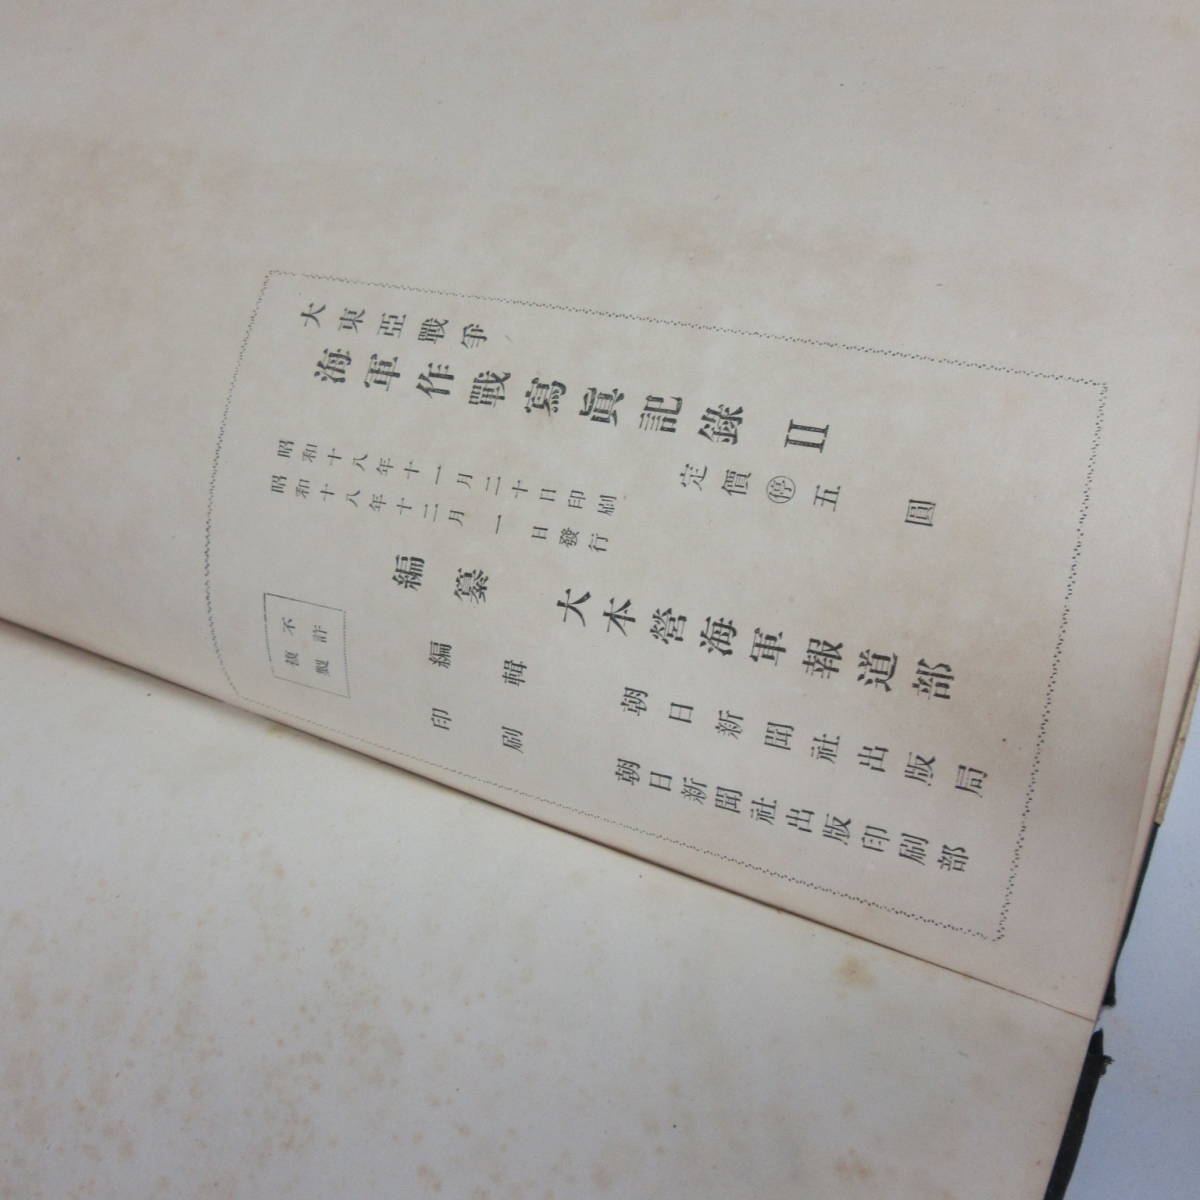 大東亞戰爭
海軍作戰寫眞記錄 II
定價 停 五圓
昭和十八年十一月二十日印刷
昭和十八年十二月一日發行
編纂 大本營海軍報道部
編輯 朝日新聞社出版局
印刷 朝日新聞社出版印刷部
不許
複製